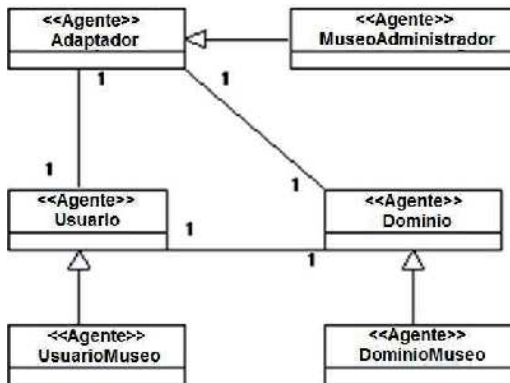 <<Agente>>
Adaptador
<<Agente>>
MuseoAdministrador
1
1
1
1
<<Agente>>
Usuario
<<Agente>>
Dominio
1
1
<<Agente>>
UsuarioMuseo
<<Agente>>
DominioMuseo